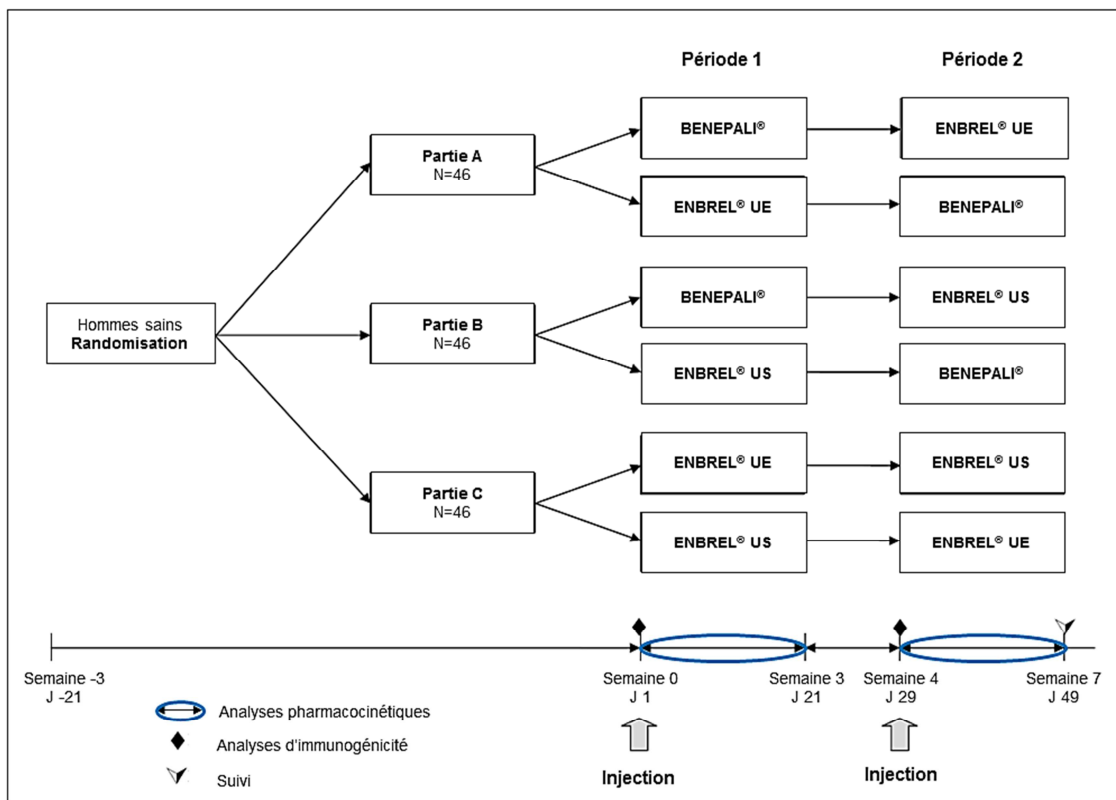 Période 1
Période 2
BENEPALI®
ENBREL® UE
Partie A
N=46
ENBREL® UE
BENEPALI®
BENEPALI®
ENBREL® US
Hommes sains
Randomisation
Partie B
N=46
ENBREL® US
BENEPALI®
ENBREL® UE
ENBREL® US
Partie C
N=46
ENBREL® US
ENBREL® UE
Semaine -3
J -21
Semaine 0
J 1
Semaine 3
J 21
Semaine 4
J 29
Semaine 7
J 49
Analyses pharmacocinétiques
Analyses d'immunogénicité
Suivi
Injection
Injection